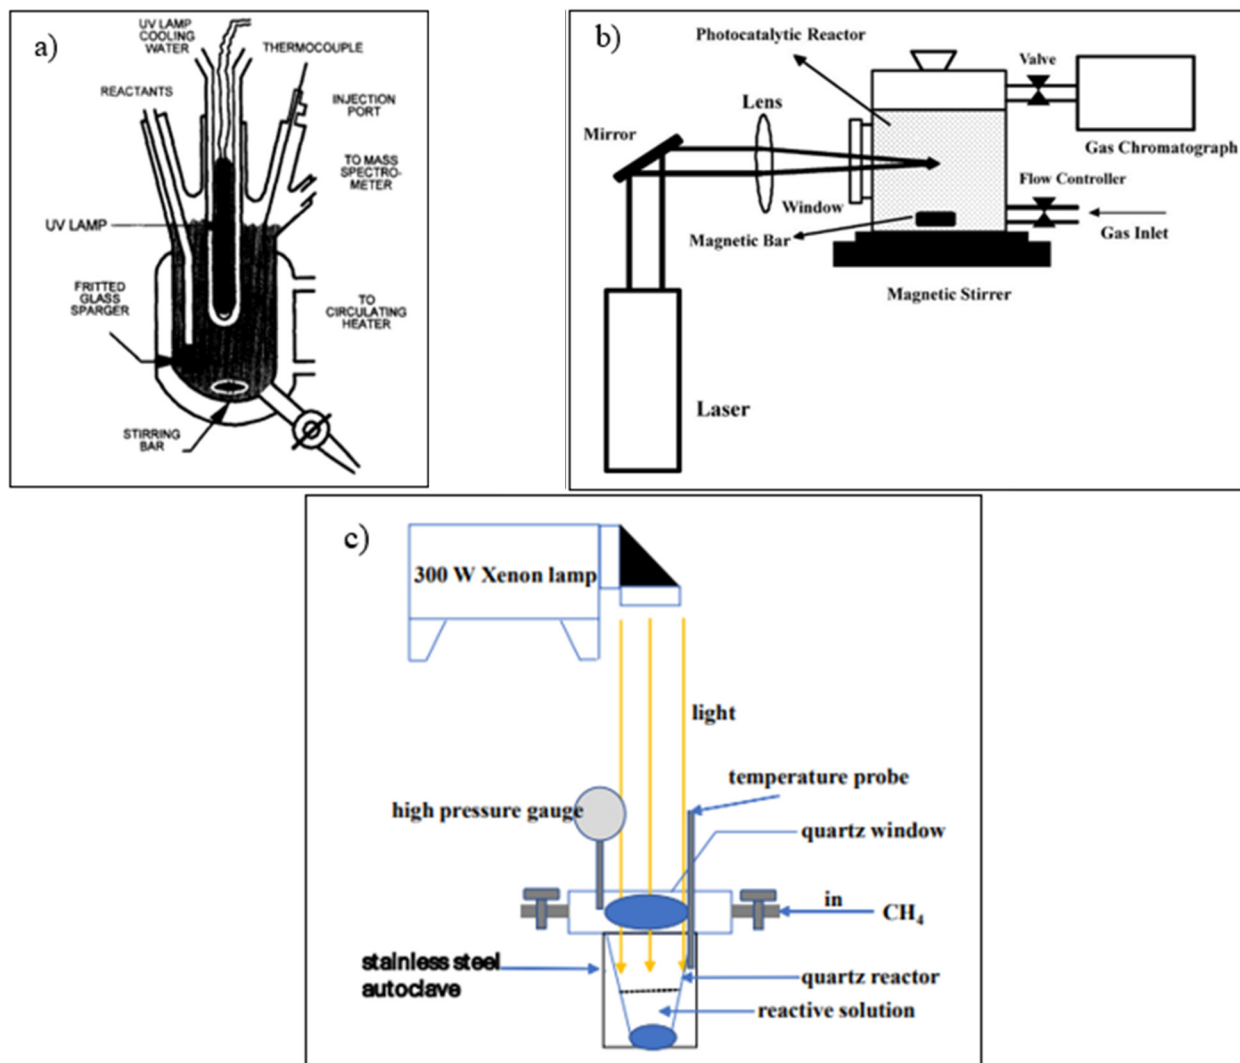 a)
UV LAMP
COOLING
WATER
THERMOCOUPLE
REACTANTS
INJECTION
PORT
TO MASS
SPECTRO-
METER
UV LAMP
FRITTED
GLASS
SPARGER
TO
CIRCULATING
HEATER
STIRRING
BAR
b)
Photocatalytic Reactor
Valve
Lens
Mirror
Gas Chromatograph
Flow Controller
Window
Magnetic Bar
Gas Inlet
Magnetic Stirrer
Laser
c)
300 W Xenon lamp
light
temperature probe
high pressure gauge
quartz window
in
CH₄
stainless steel
autoclave
quartz reactor
reactive solution